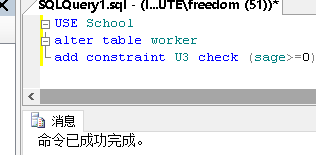 SQLQuery1.sql - (l...UTE\freedom (51))*
USE School
alter table worker
add constraint U3 check (sage>=0)
消息
命令已成功完成。